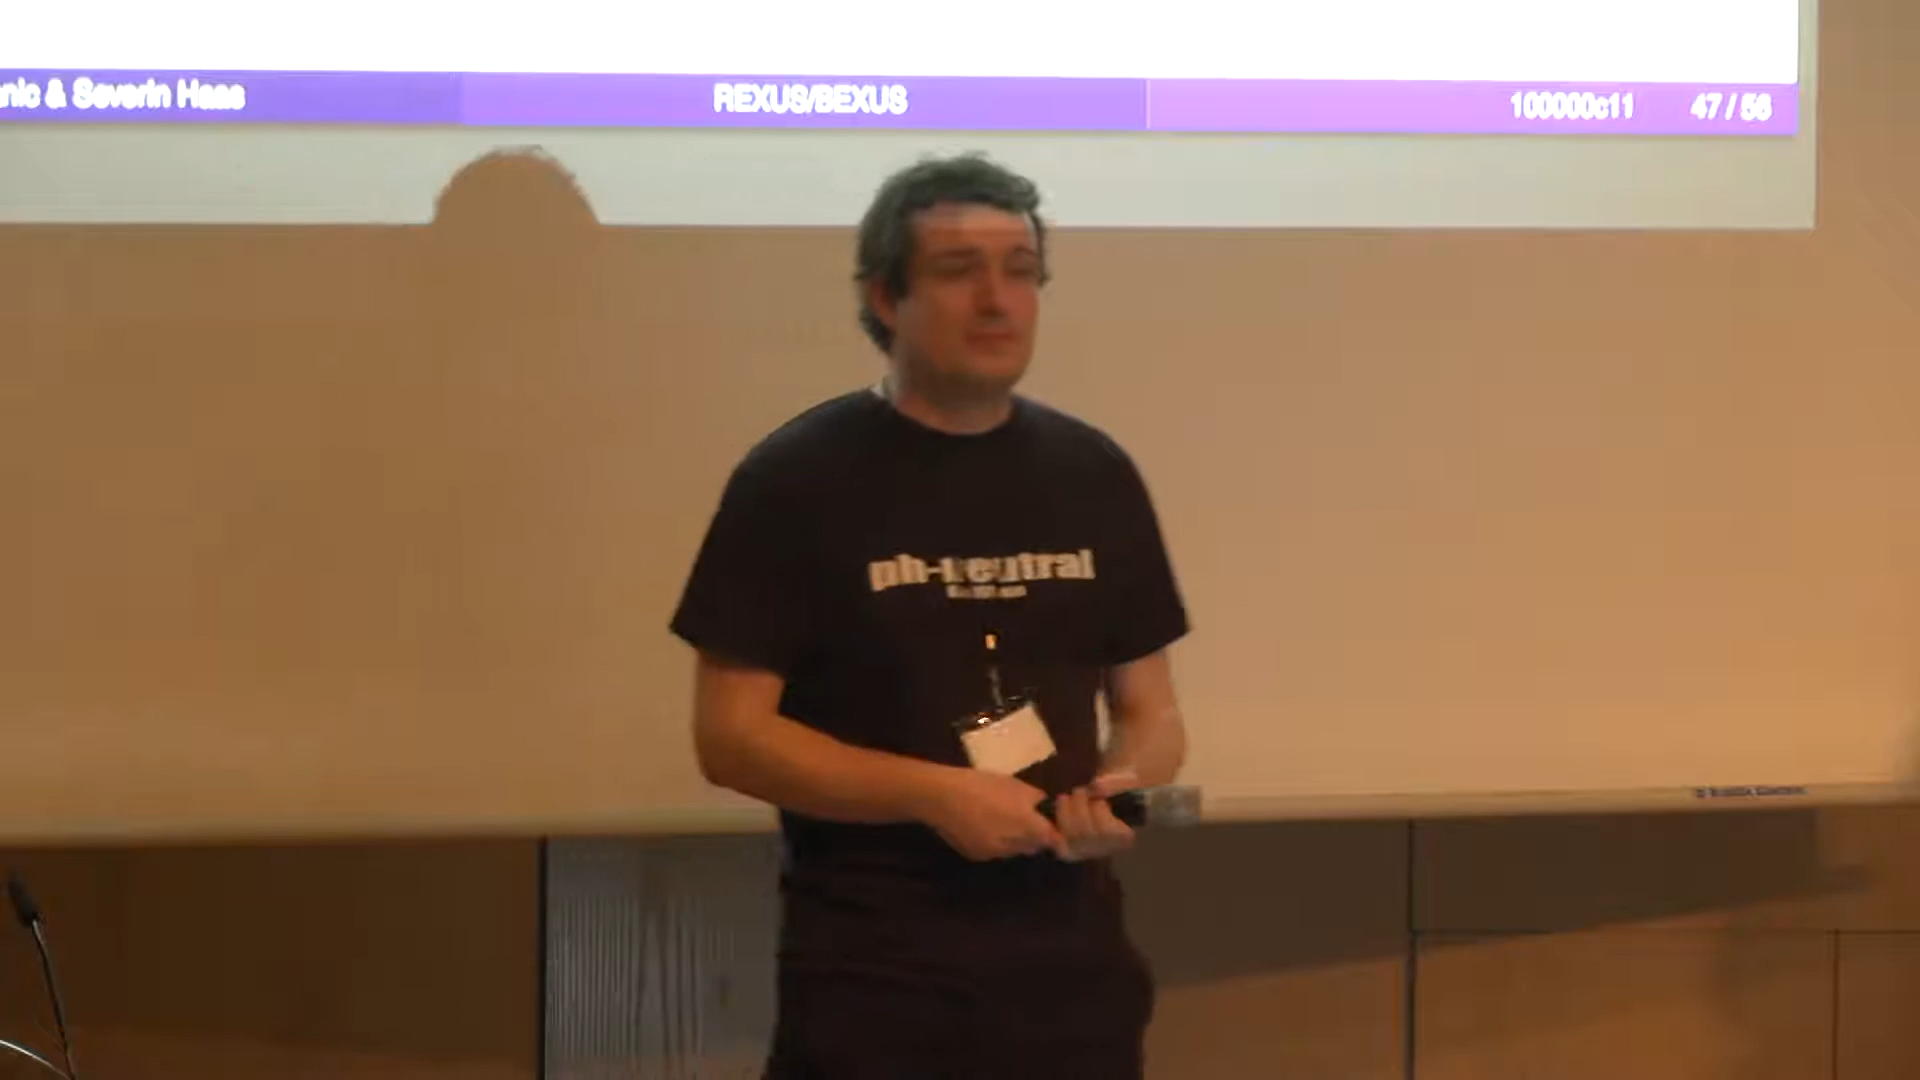 & Severin Haas
REXUS/BEXUS
100000c11
47 / 56
ph-neutral